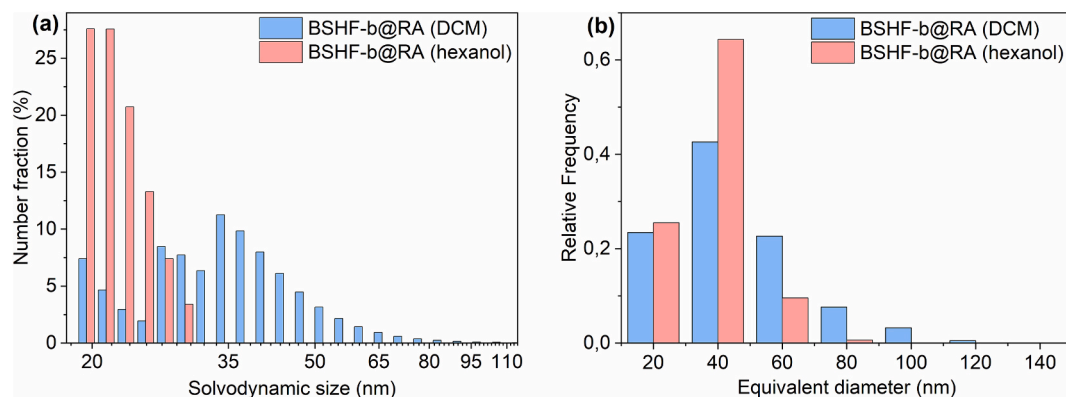 (a)
BSHF-b@RA (DCM)
BSHF-b@RA (hexanol)
Number fraction (%)
25
20
15
10
5
0
20 35 50 65 80 95 110
Solvodynamic size (nm)
(b)
BSHF-b@RA (DCM)
BSHF-b@RA (hexanol)
Relative Frequency
0,6
0,4
0,2
0,0
20 40 60 80 100 120 140
Equivalent diameter (nm)